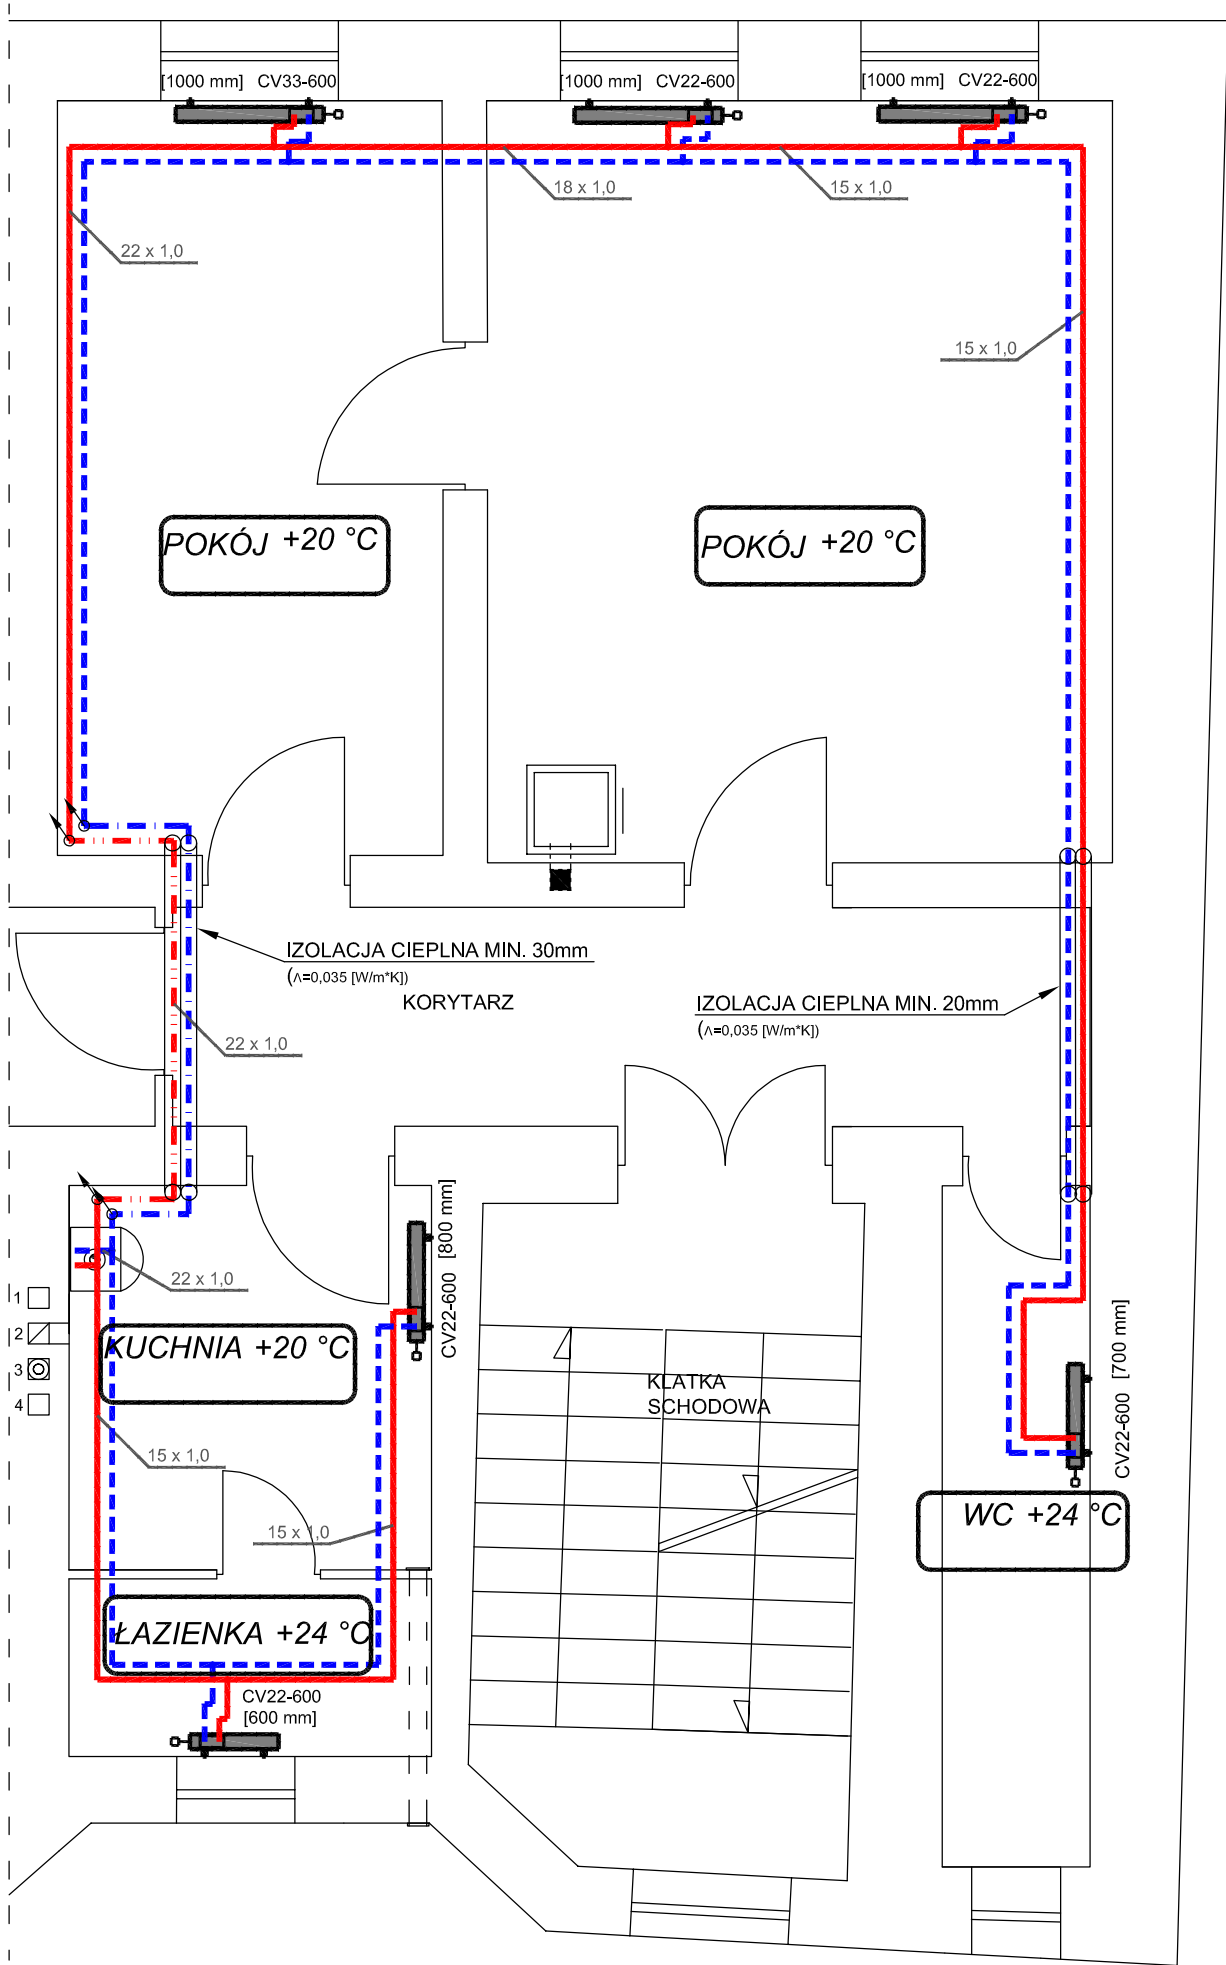 [1000 mm] CV33-600
[1000 mm] CV22-600
[1000 mm] CV22-600
18 x 1,0
15 x 1,0
22 x 1,0
15 x 1,0
POKÓJ +20 °C
POKÓJ +20 °C
IZOLACJA CIEPLNA MIN. 30mm
(Λ=0,035 [W/m*K])
KORYTARZ
IZOLACJA CIEPLNA MIN. 20mm
(Λ=0,035 [W/m*K])
22 x 1,0
CV22-600 [800 mm]
22 x 1,0
1
2
3
4
KUCHNIA +20 °C
KLATKA
SCHODOWA
CV22-600 [700 mm]
15 x 1,0
15 x 1,0
WC +24 °C
ŁAZIENKA +24 °C
CV22-600
[600 mm]